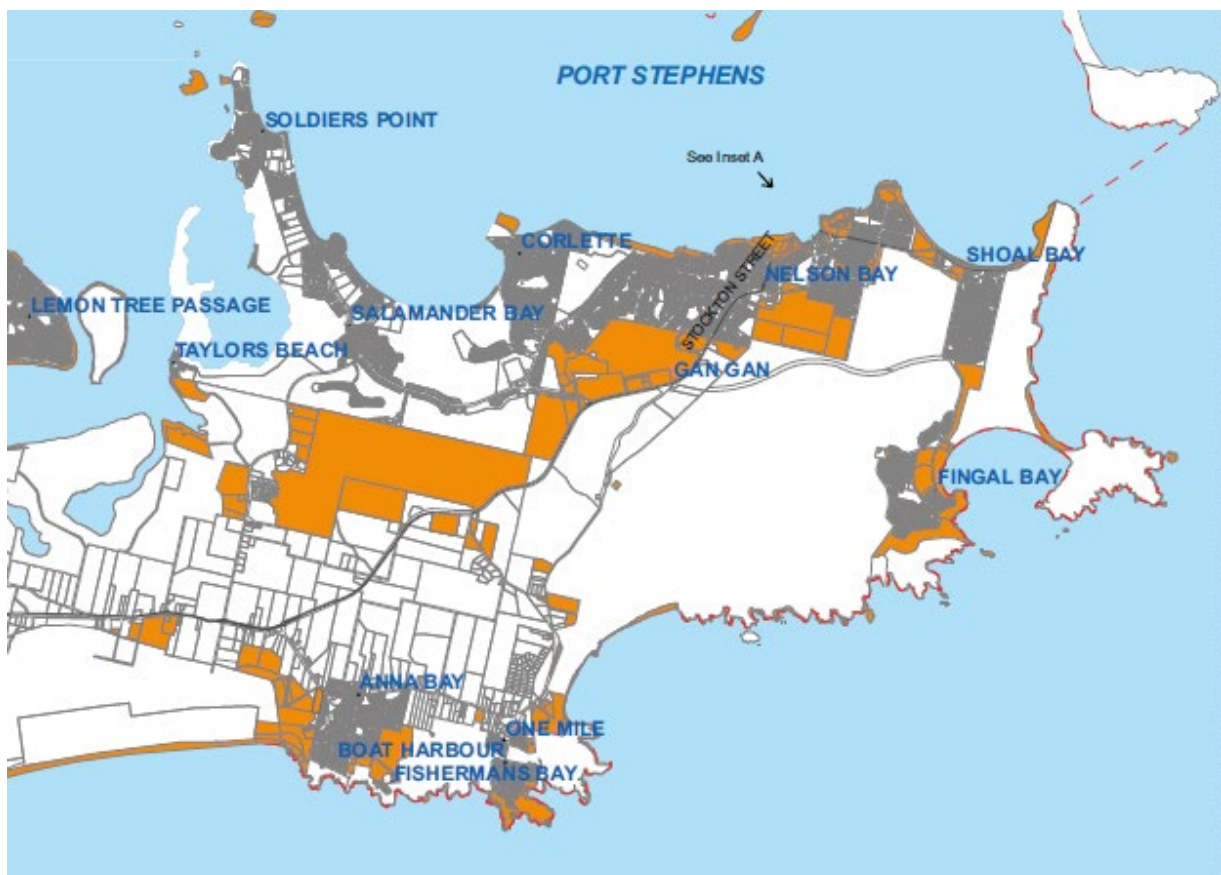 PORT STEPHENS
SOLDIERS POINT
See Inset A
CORLETTE
STOCKTON STREET
NELSON BAY
SHOAL BAY
LEMON TREE PASSAGE
SALAMANDER BAY
TAYLORS BEACH
GAN GAN
FINGAL BAY
ANNA BAY
ONE MILE
BOAT HARBOUR
FISHERMANS BAY